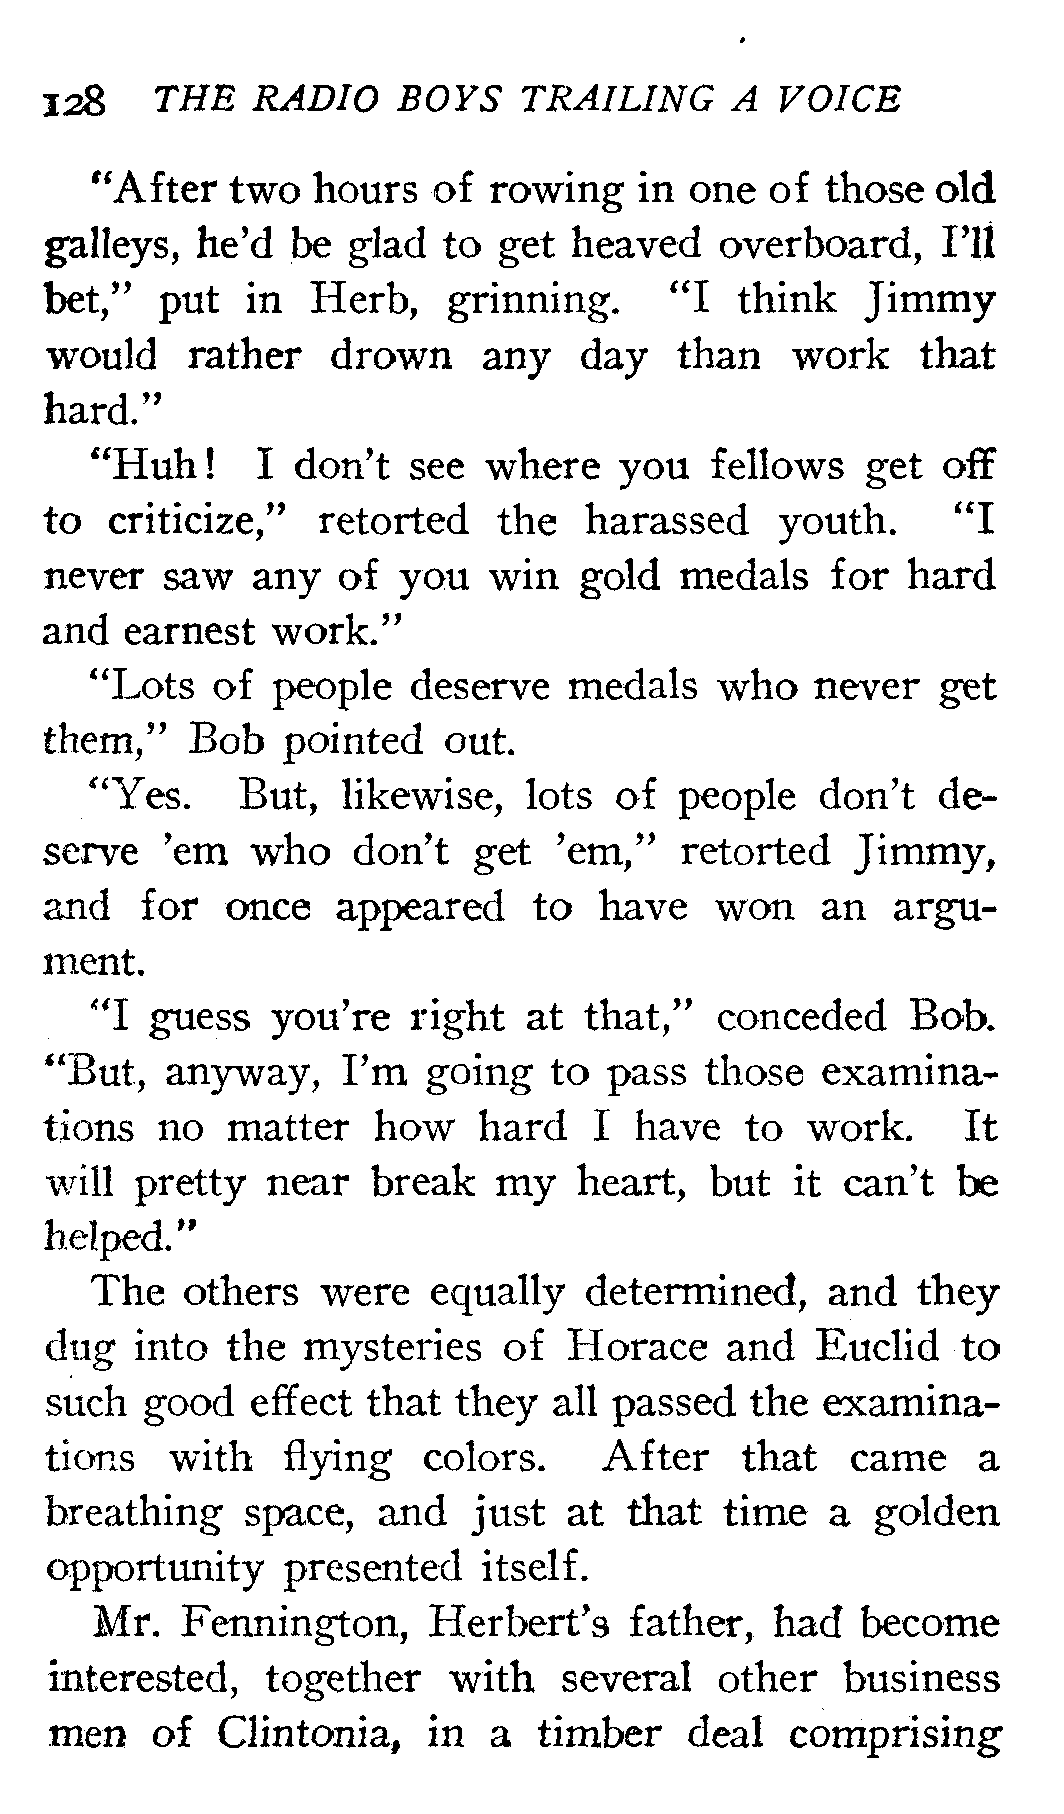 128 THE RADIO BOYS TRAILING A VOICE
“After two hours of rowing in one of those old
galleys, he’d be glad to get heaved overboard, I’ll
bet,” put in Herb, grinning. “I think Jimmy
would rather drown any day than work that
hard.”
“Huh! I don’t see where you fellows get off
to criticize,” retorted the harassed youth. “I
never saw any of you win gold medals for hard
and earnest work.”
“Lots of people deserve medals who never get
them,” Bob pointed out.
“Yes. But, likewise, lots of people don’t de-
serve ’em who don’t get ’em,” retorted Jimmy,
and for once appeared to have won an argu-
ment.
“I guess you’re right at that,” conceded Bob.
“But, anyway, I’m going to pass those examina-
tions no matter how hard I have to work. It
will pretty near break my heart, but it can’t be
helped.”
The others were equally determined, and they
dug into the mysteries of Horace and Euclid to
such good effect that they all passed the examina-
tions with flying colors. After that came a
breathing space, and just at that time a golden
opportunity presented itself.
Mr. Fennington, Herbert’s father, had become
interested, together with several other business
men of Clintonia, in a timber deal comprising